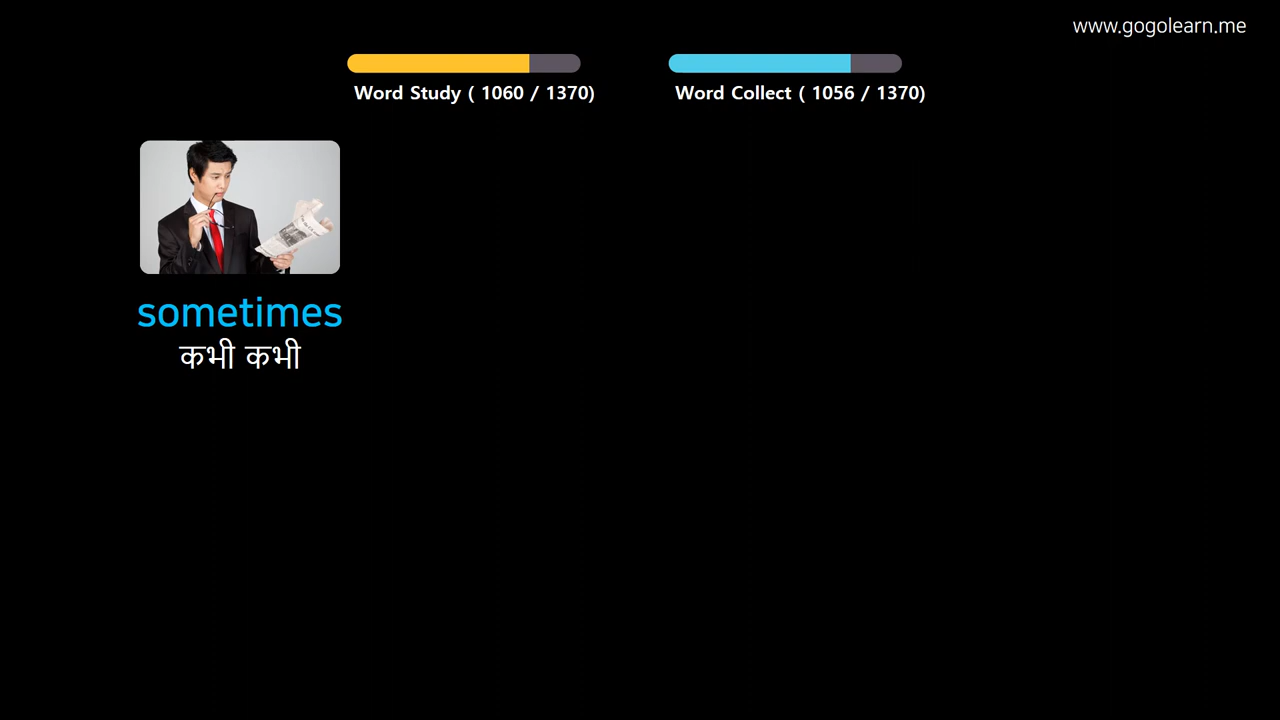 www.gogolearn.me
Word Study ( 1060 / 1370)
Word Collect ( 1056 / 1370)
sometimes
कभी कभी